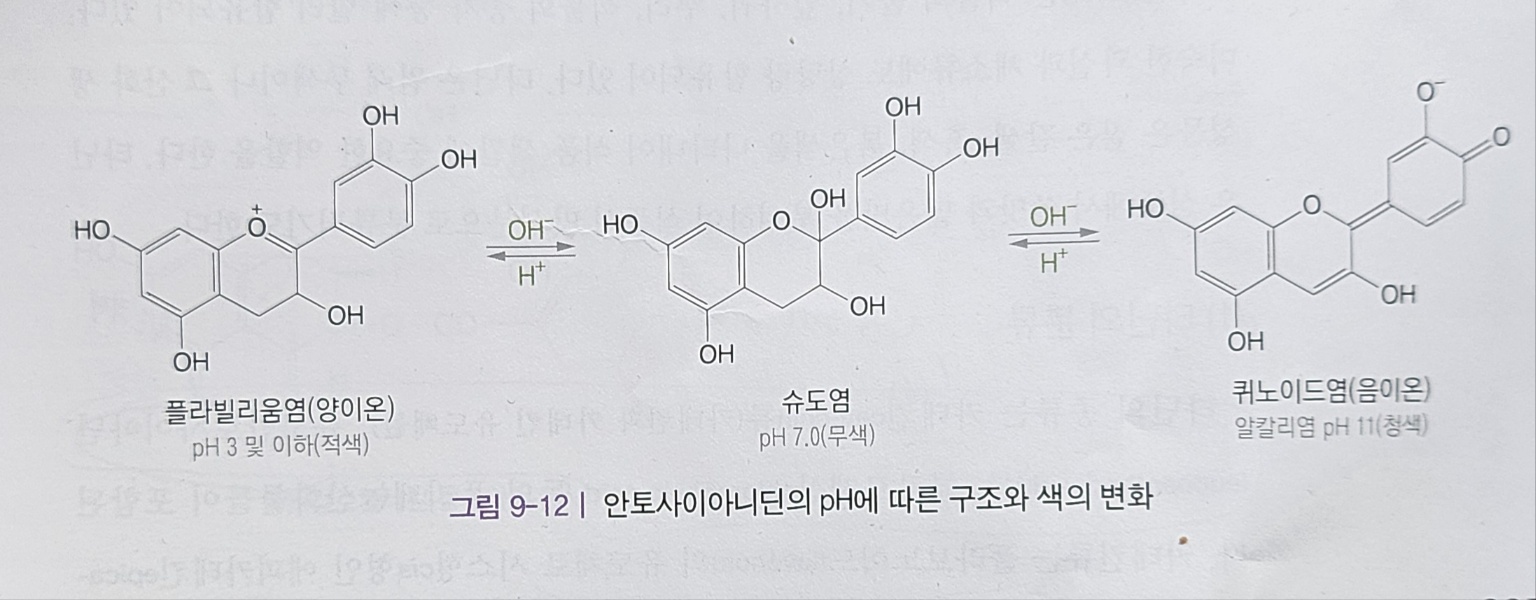 OH
OH
HO
+
O
OH
OH
OH⁻
H⁺
OH
OH
OH
HO
O
OH
OH
OH⁻
H⁺
O⁻
O
HO
O
OH
OH
플라빌리움염(양이온)
pH 3 및 이하(적색)
슈도염
pH 7.0(무색)
퀴노이드염(음이온)
알칼리염 pH 11(청색)
그림 9-12 | 안토사이아니딘의 pH에 따른 구조와 색의 변화